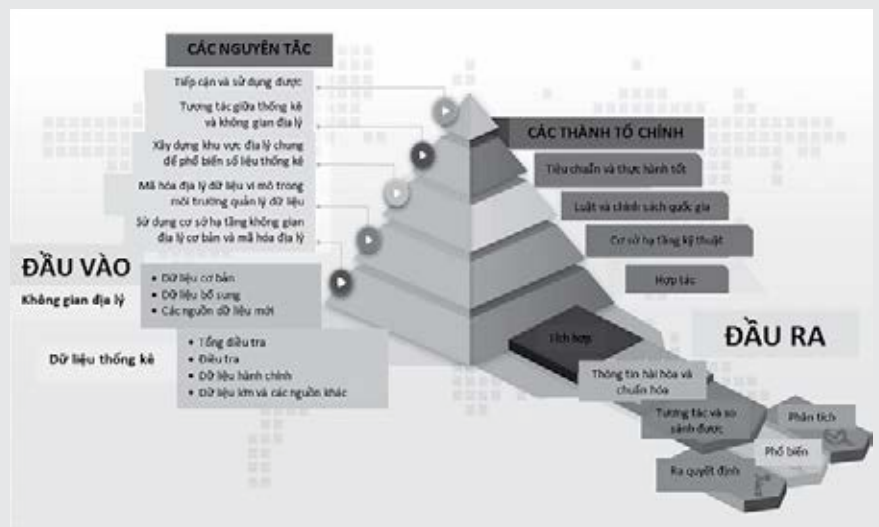 CÁC NGUYÊN TẮC
Tiếp cận và sử dụng được
Tương tác giữa thống kê
và không gian địa lý
Xây dựng khu vực địa lý chung
để phổ biến số liệu thống kê
Mã hóa địa lý dữ liệu vi mô trong
môi trường quản lý dữ liệu
Sử dụng cơ sở hạ tầng không gian
địa lý cơ bản và mã hóa địa lý
CÁC THÀNH TỐ CHÍNH
Tiêu chuẩn và thực hành tốt
Luật và chính sách quốc gia
Cơ sở hạ tầng kỹ thuật
Hợp tác
ĐẦU VÀO
Không gian địa lý
• Dữ liệu cơ bản
• Dữ liệu bổ sung
• Các nguồn dữ liệu mới
Dữ liệu thống kê
• Tổng điều tra
• Điều tra
• Dữ liệu hành chính
• Dữ liệu lớn và các nguồn khác
ĐẦU RA
Tích hợp
Thông tin hài hòa và
chuẩn hóa
Tương tác và so
sánh được
Phân tích
Phổ biến
Ra quyết định